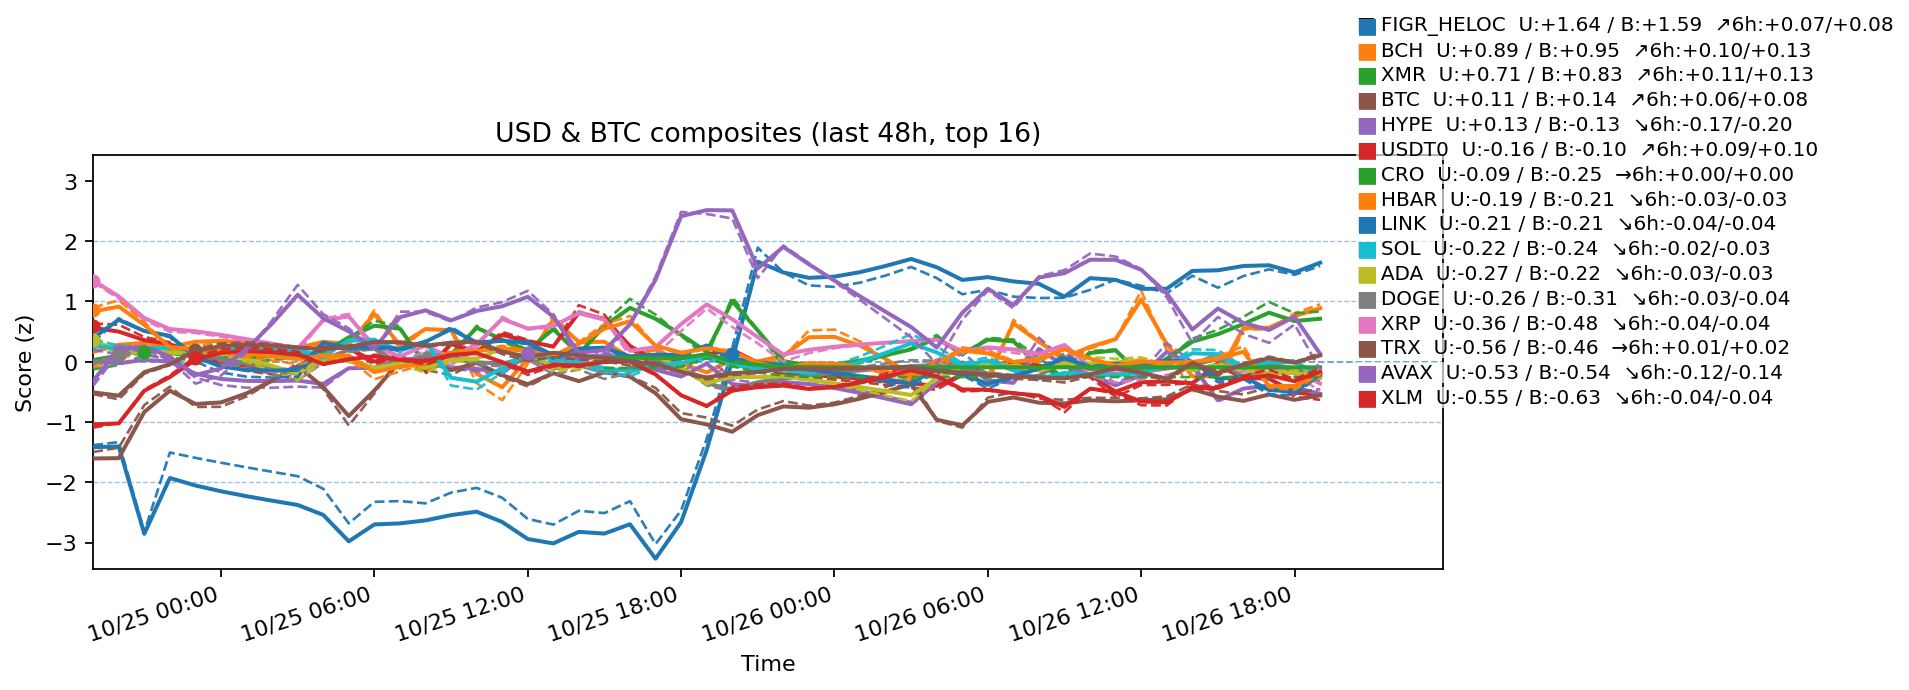 FIGR_HELOC U:+1.64 / B:+1.59 ↗6h:+0.07/+0.08
BCH U:+0.89 / B:+0.95 ↗6h:+0.10/+0.13
XMR U:+0.71 / B:+0.83 ↗6h:+0.11/+0.13
BTC U:+0.11 / B:+0.14 ↗6h:+0.06/+0.08
HYPE U:+0.13 / B:-0.13 ↘6h:-0.17/-0.20
USDT0 U:-0.16 / B:-0.10 ↗6h:+0.09/+0.10
CRO U:-0.09 / B:-0.25 →6h:+0.00/+0.00
HBAR U:-0.19 / B:-0.21 ↘6h:-0.03/-0.03
LINK U:-0.21 / B:-0.21 ↘6h:-0.04/-0.04
SOL U:-0.22 / B:-0.24 ↘6h:-0.02/-0.03
ADA U:-0.27 / B:-0.22 ↘6h:-0.03/-0.03
DOGE U:-0.26 / B:-0.31 ↘6h:-0.03/-0.04
XRP U:-0.36 / B:-0.48 ↘6h:-0.04/-0.04
TRX U:-0.56 / B:-0.46 →6h:+0.01/+0.02
AVAX U:-0.53 / B:-0.54 ↘6h:-0.12/-0.14
XLM U:-0.55 / B:-0.63 ↘6h:-0.04/-0.04
USD & BTC composites (last 48h, top 16)
Score (z)
3
2
1
0
−1
−2
−3
10/25 00:00
10/25 06:00
10/25 12:00
10/25 18:00
10/26 00:00
10/26 06:00
10/26 12:00
10/26 18:00
Time